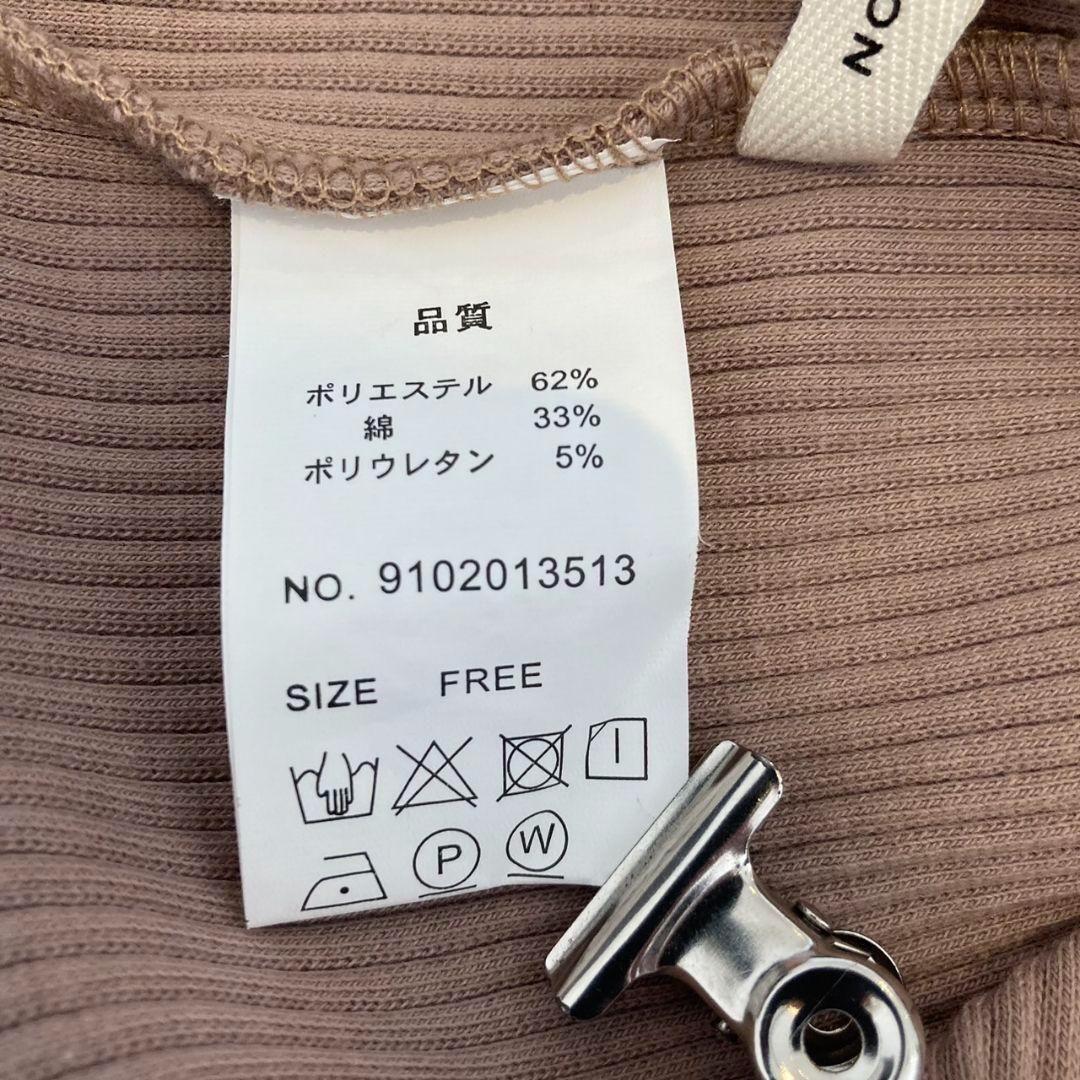 NO
品質
ポリエステル 62%
綿 33%
ポリウレタン 5%
NO. 9102013513
SIZE FREE
P W